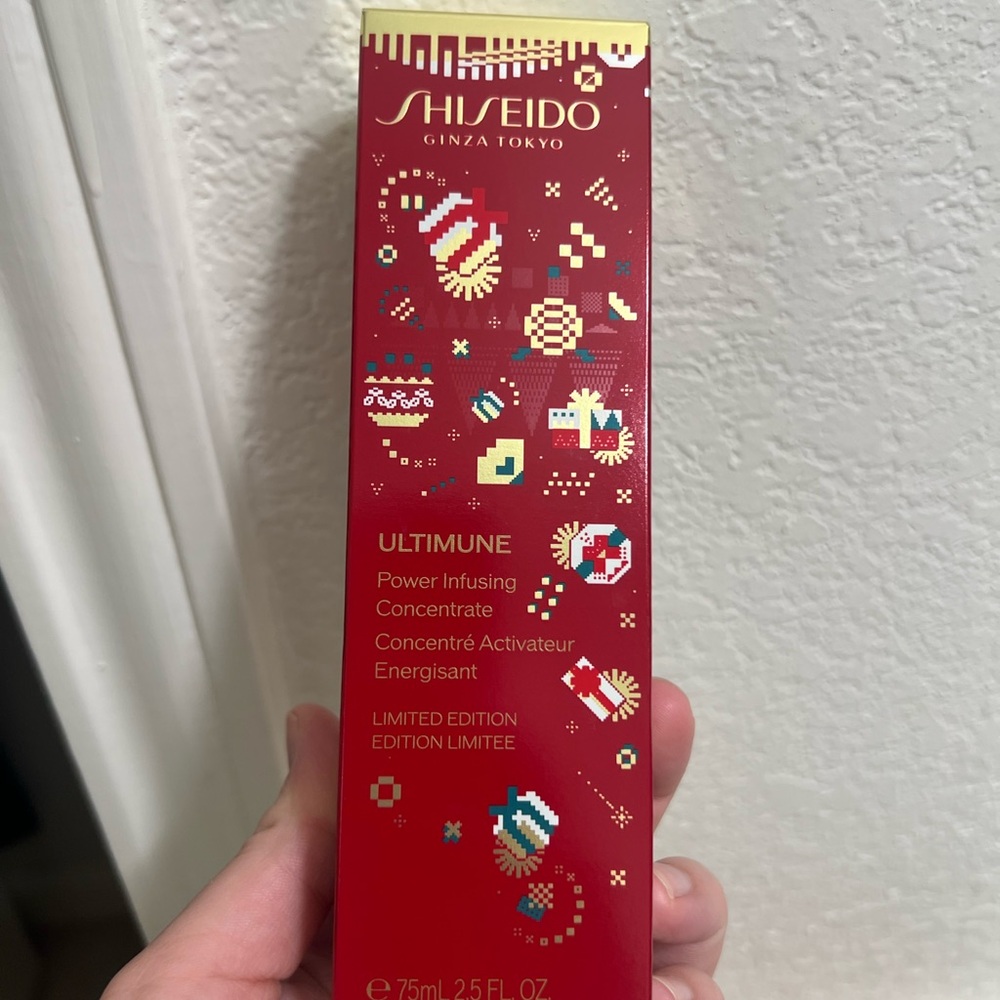 SHISEIDO
GINZA TOKYO
ULTIMUNE
Power Infusing
Concentrate
Concentré Activateur
Energisant
LIMITED EDITION
EDITION LIMITEE
℮ 75mL 2.5 FL. OZ.